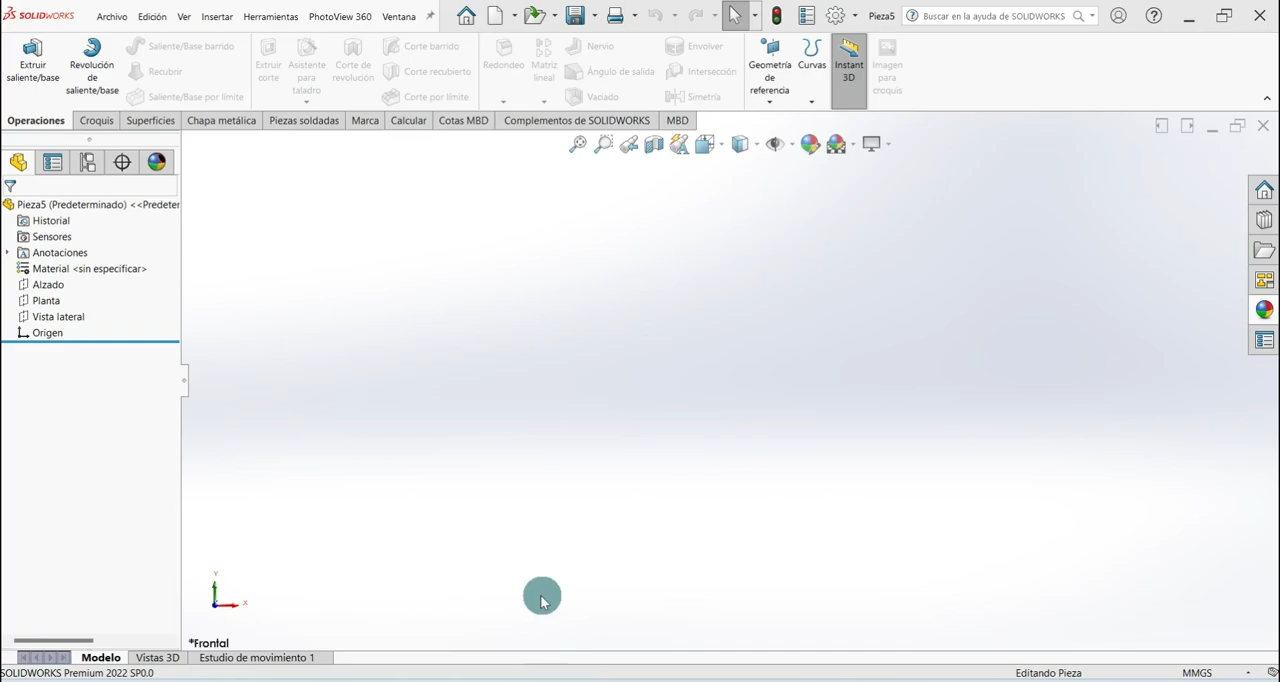 SOLIDWORKS Archivo Edición Ver Insertar Herramientas PhotoView 360 Ventana Pieza5 Buscar en la ayuda de SOLIDWORKS
Extruir saliente/base
Revolución de saliente/base
Saliente/Base barrido
Recubrir
Saliente/Base por límite
Extruir corte
Asistente para taladro
Corte de revolución
Corte barrido
Corte recubierto
Corte por límite
Redondeo
Matriz lineal
Nervio
Ángulo de salida
Vaciado
Envolver
Intersección
Simetría
Geometría de referencia
Curvas
Instant 3D
Imagen para croquis
Operaciones Croquis Superficies Chapa metálica Piezas soldadas Marca Calcular Cotas MBD Complementos de SOLIDWORKS MBD
Pieza5 (Predeterminado) <<Predeter
Historial
Sensores
Anotaciones
Material <sin especificar>
Alzado
Planta
Vista lateral
Origen
Y
X
*Frontal
Modelo Vistas 3D Estudio de movimiento 1
SOLIDWORKS Premium 2022 SP0.0 Editando Pieza MMGS